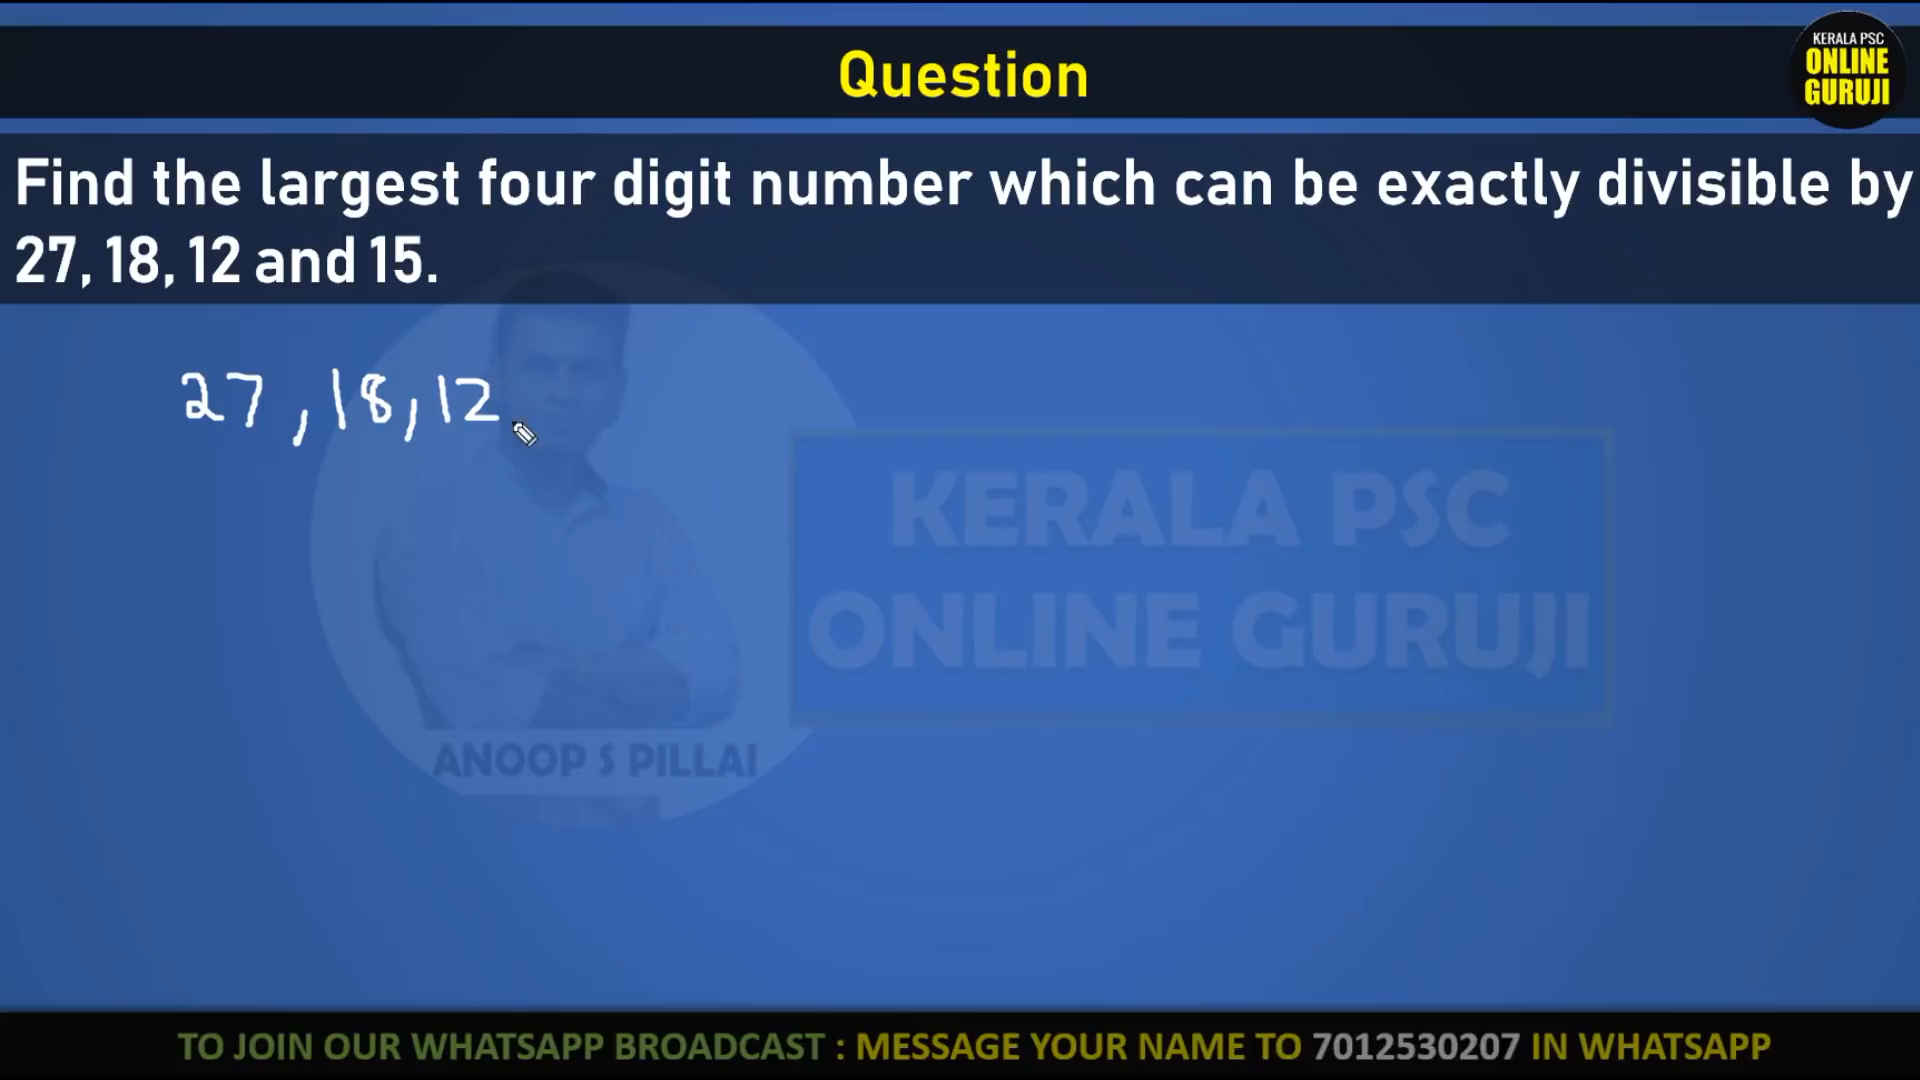 Question
KERALA PSC
ONLINE
GURUJI
Find the largest four digit number which can be exactly divisible by
27, 18, 12 and 15.
27, 18, 12
KERALA PSC
ONLINE GURUJI
ANOOP S PILLAI
TO JOIN OUR WHATSAPP BROADCAST : MESSAGE YOUR NAME TO 7012530207 IN WHATSAPP